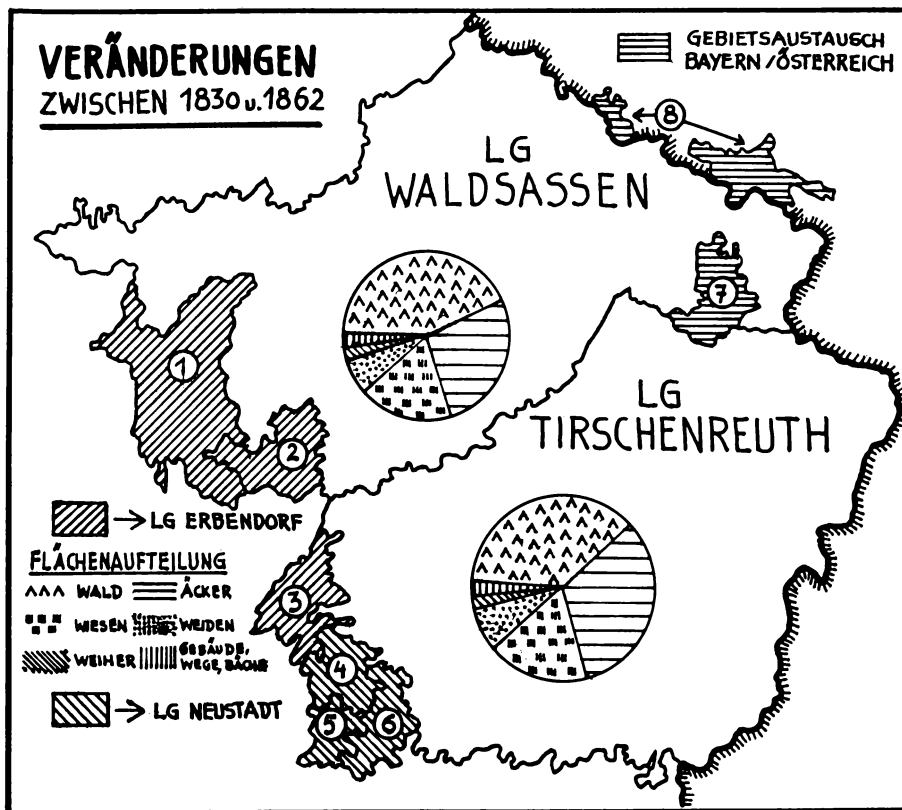 VERÄNDERUNGEN
ZWISCHEN 1830 u. 1862
GEBIETSAUSTAUSCH
BAYERN/ÖSTERREICH
8
LG
WALDSASSEN
7
1
LG
TIRSCHENREUTH
2
→ LG ERBENDORF
FLÄCHENAUFTEILUNG
WALD ÄCKER
WIESEN WEIDEN
WEIHER GEBÄUDE,
WEGE, BÄCHE
3
4
→ LG NEUSTADT
5 6